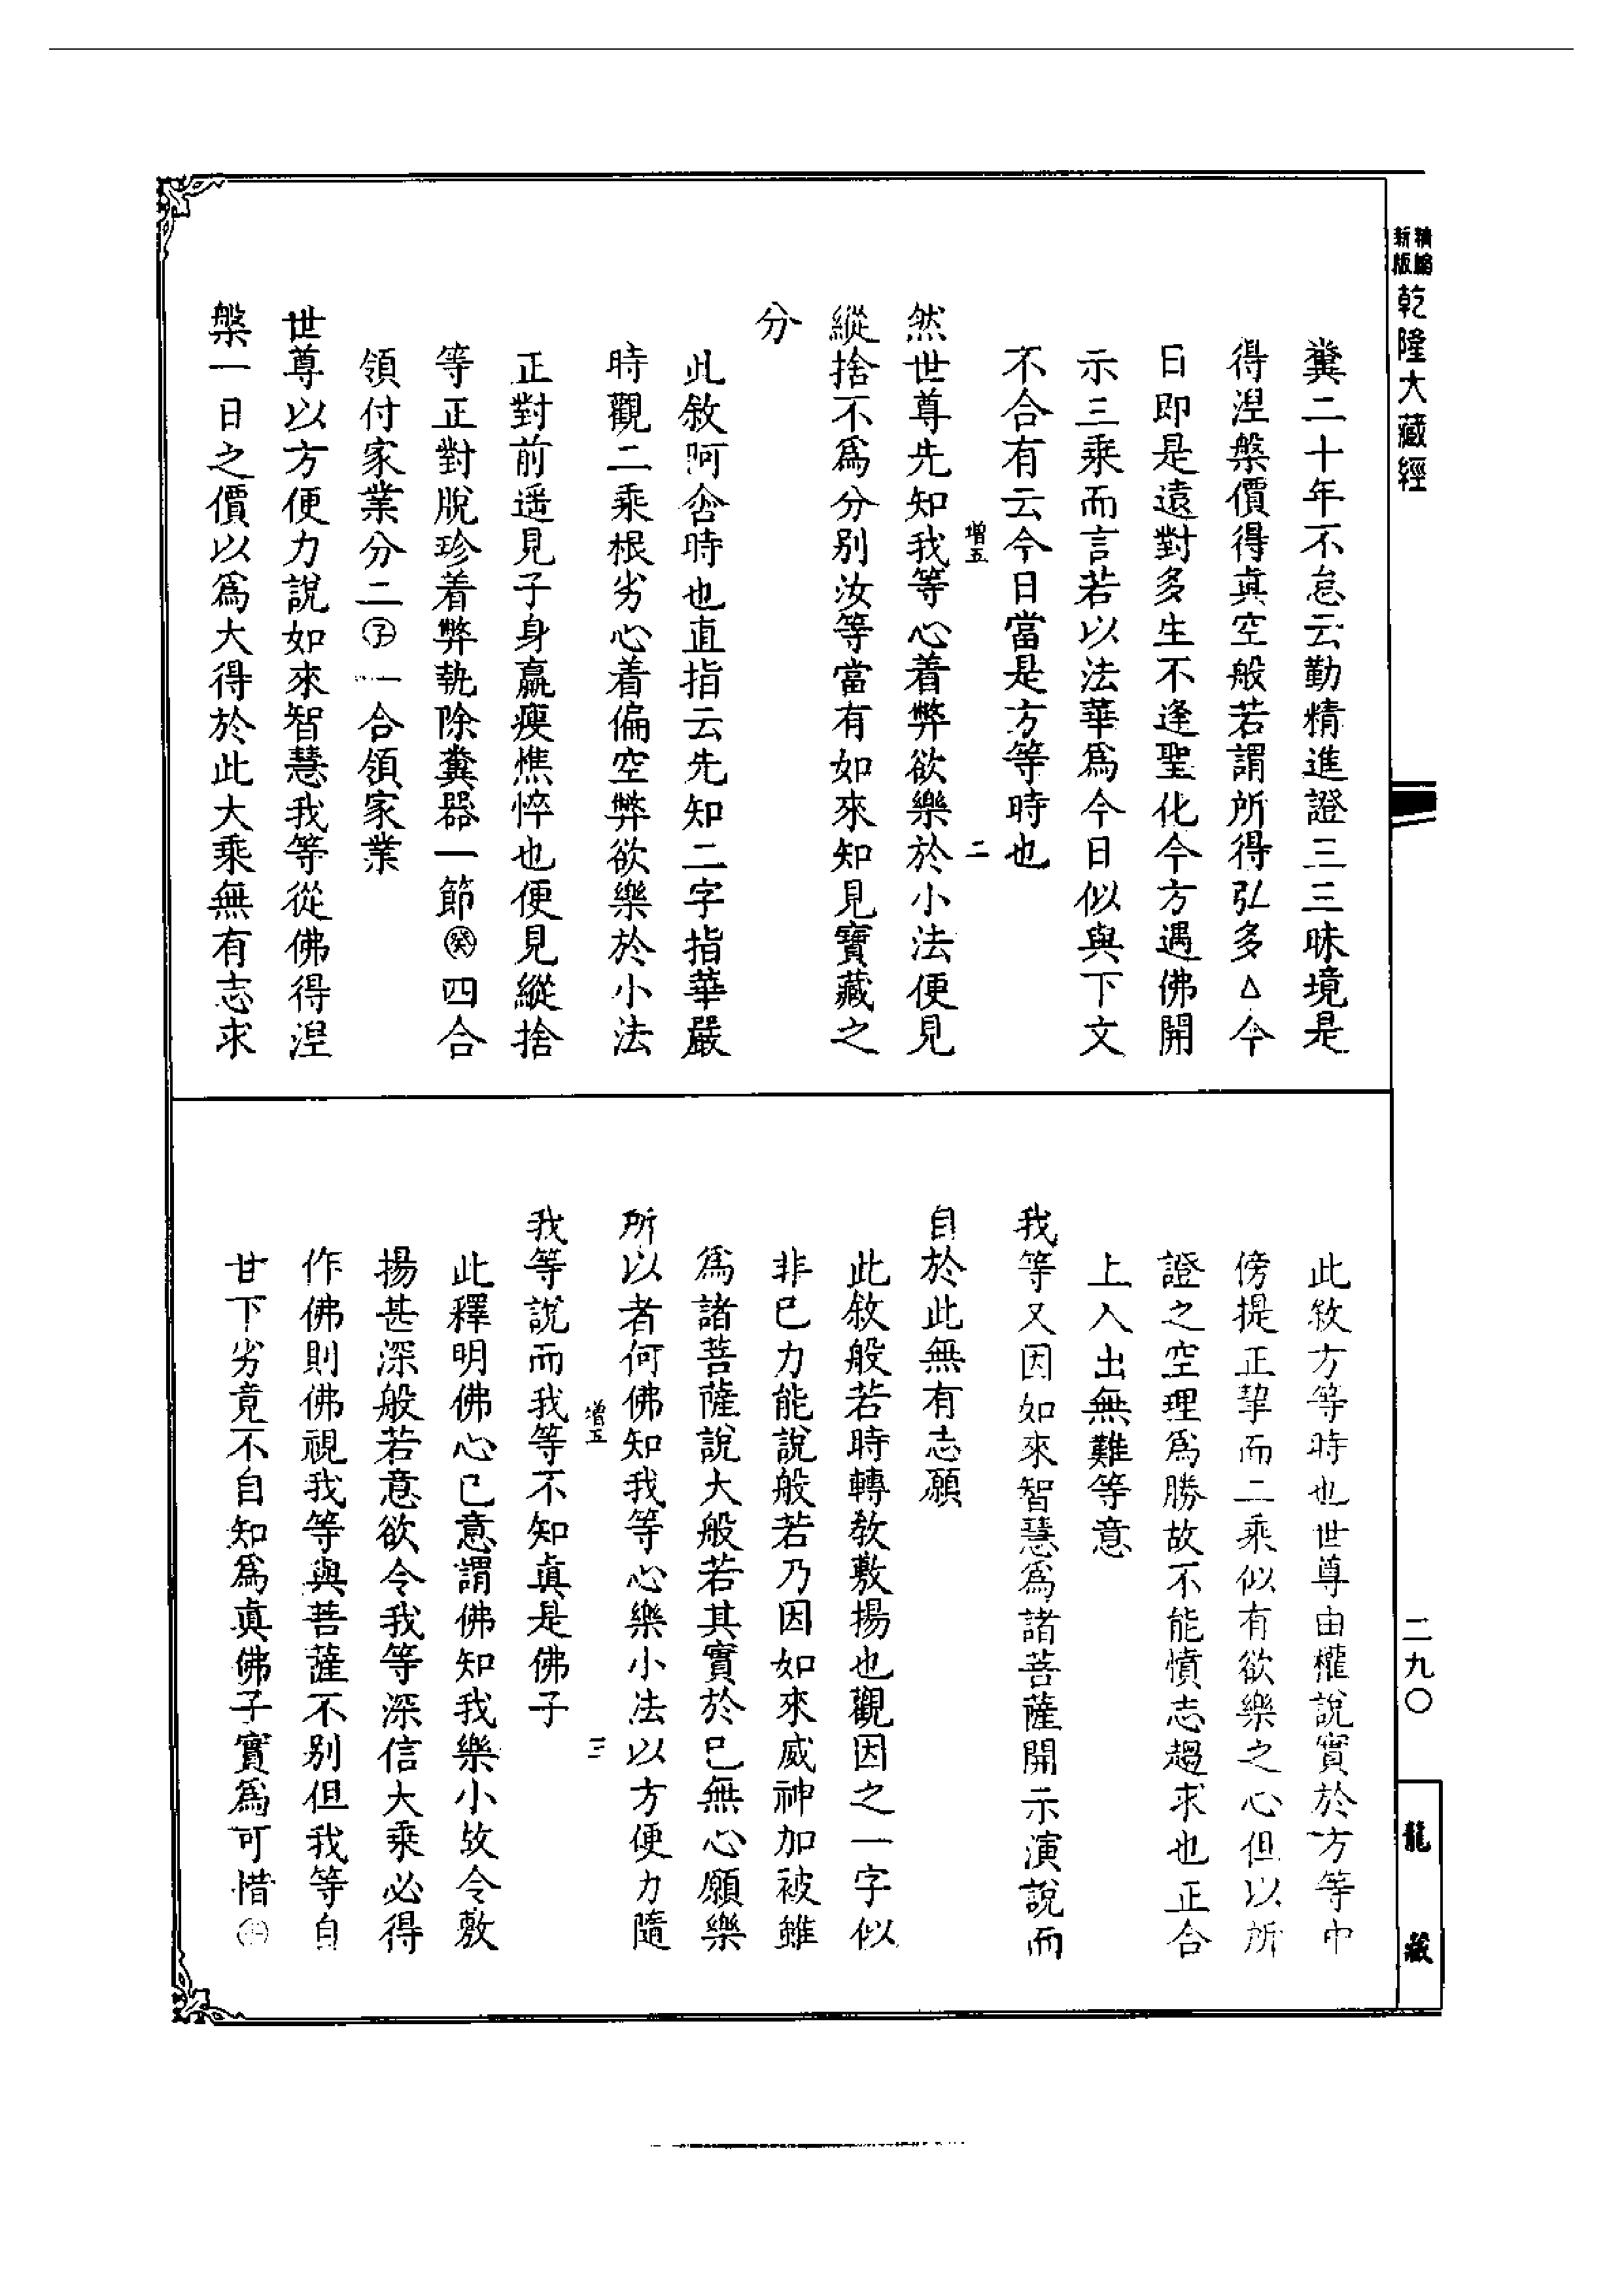 精編
新版
乾隆大藏經
糞二十年不怠云勤精進證三三昧境是
得涅槃價得真空般若謂所得弘多△今
日即是遠對多生不逢聖化今方遇佛開
示三乘而言若以法華為今日似與下文
不合有云今日當是方等時也
增五
二
然世尊先知我等心着弊欲樂於小法便見
縱捨不為分別汝等當有如來知見寶藏之
分
此敘阿含時也直指云先知二字指華嚴
時觀二乘根劣心着偏空弊欲樂於小法
正對前遥見子身羸瘦憔悴也便見縱捨
等正對脫珍着弊執除糞器一節㊋四合
領付家業分二㊋一合領家業
世尊以方便力說如來智慧我等從佛得涅
槃一日之價以為大得於此大乘無有志求
此敘方等時也世尊由權說實於方等中
傍提正䇿而二乘似有欲樂之心但以所
證之空理為勝故不能憤志趨求也正合
上入出無難等意
我等又因如來智慧為諸菩薩開示演說而
自於此無有志願
此敘般若時轉教敷揚也觀因之一字似
非已力能說般若乃因如來威神加被雖
為諸菩薩說大般若其實於已無心願樂
所以者何佛知我等心樂小法以方便力隨
增五
三
我等說而我等不知真是佛子
此釋明佛心已意謂佛知我樂小故令敷
揚甚深般若意欲令我等深信大乘必得
作佛則佛視我等與菩薩不別但我等自
甘下劣竟不自知為真佛子實為可惜
二九〇
龍
藏